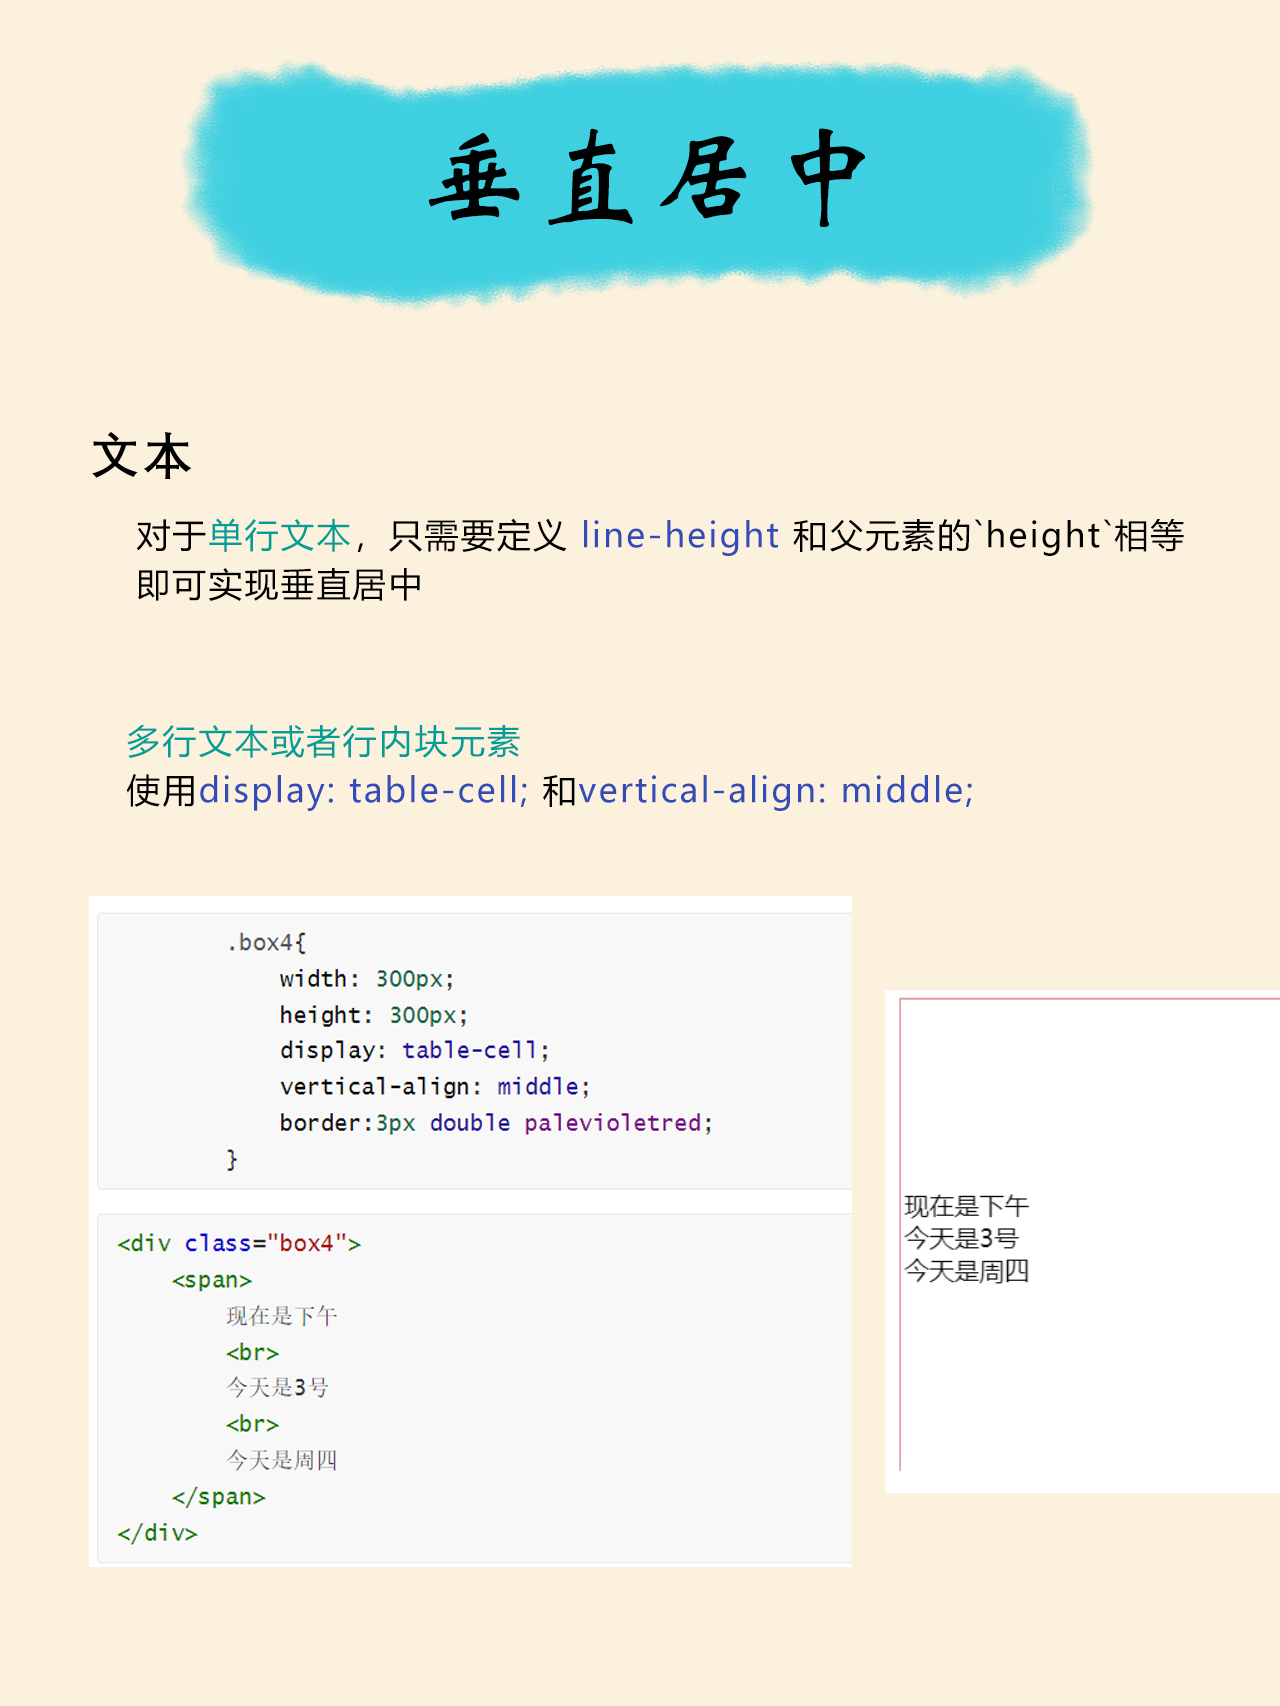 垂直居中
文本
对于单行文本，只需要定义 line-height 和父元素的`height`相等
即可实现垂直居中
多行文本或者行内块元素
使用display: table-cell; 和vertical-align: middle;
.box4{
width: 300px;
height: 300px;
display: table-cell;
vertical-align: middle;
border:3px double palevioletred;
}
<div class="box4">
<span>
现在是下午
<br>
今天是3号
<br>
今天是周四
</span>
</div>
现在是下午
今天是3号
今天是周四